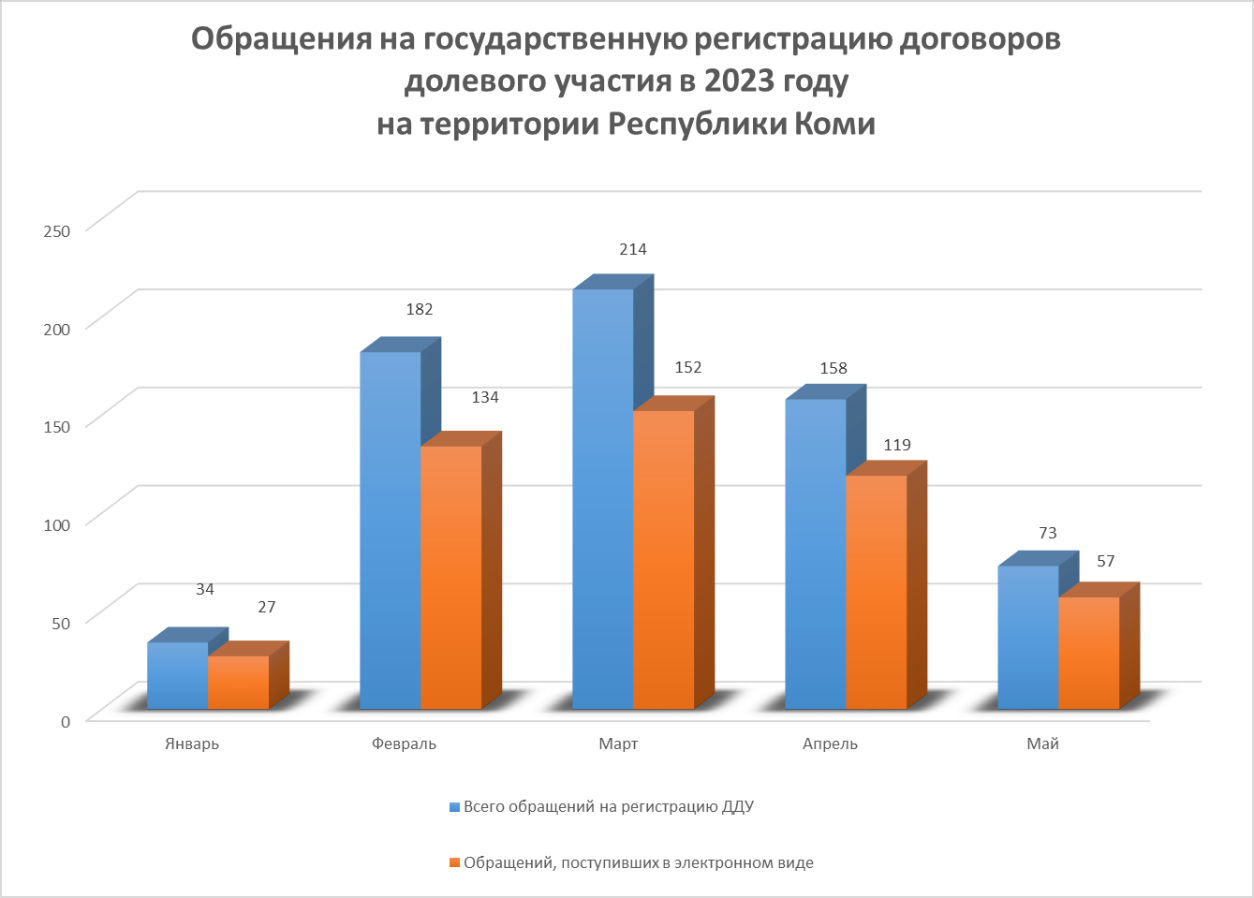 Обращения на государственную регистрацию договоров
долевого участия в 2023 году
на территории Республики Коми
250
200
150
100
50
0
34
27
182
134
214
152
158
119
73
57
Январь
Февраль
Март
Апрель
Май
Всего обращений на регистрацию ДДУ
Обращений, поступивших в электронном виде